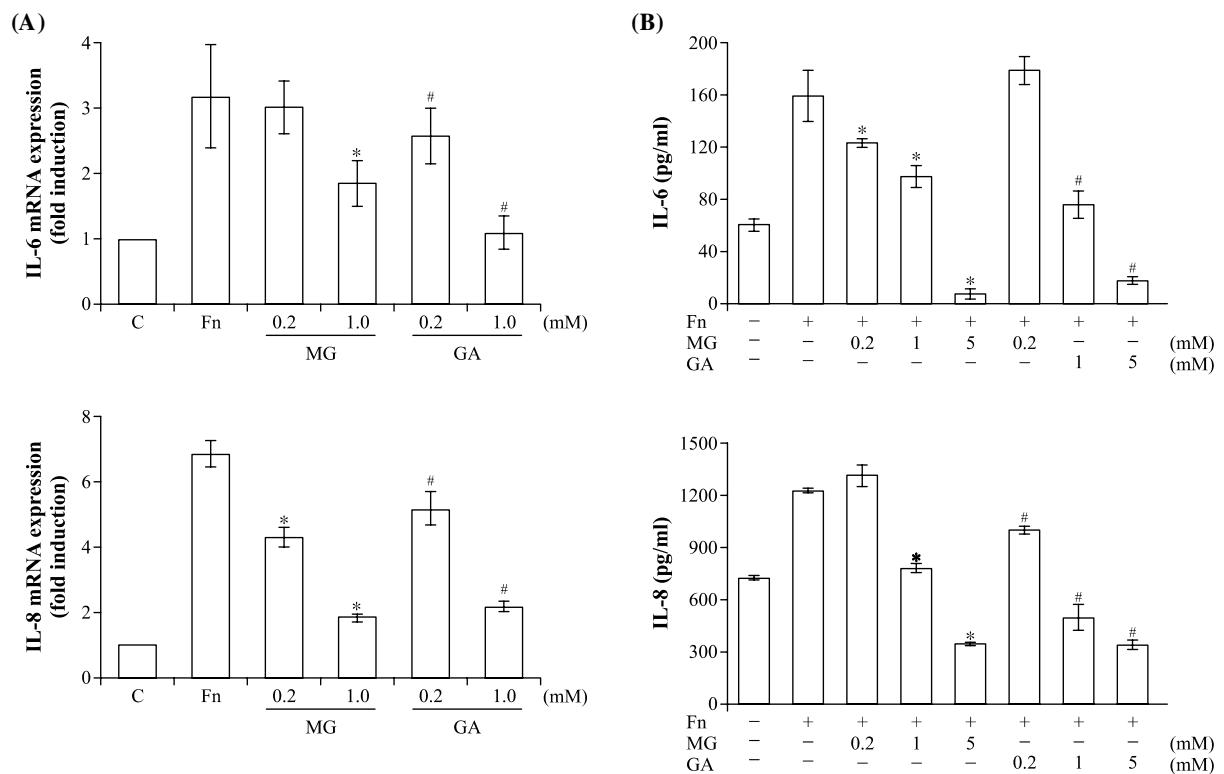 (A)
IL-6 mRNA expression
(fold induction)
4
3
2
1
0
#
*
#
C Fn 0.2 1.0 0.2 1.0 (mM)
MG GA
IL-8 mRNA expression
(fold induction)
8
6
4
2
0
#
*
*
#
C Fn 0.2 1.0 0.2 1.0 (mM)
MG GA
(B)
IL-6 (pg/ml)
200
160
120
80
40
0
*
*
#
#
*
Fn − + + + + + + +
MG − − 0.2 1 5 0.2 − − (mM)
GA − − − − − − 1 5 (mM)
IL-8 (pg/ml)
1500
1200
900
600
300
0
#
*
#
*
#
Fn − + + + + + + +
MG − − 0.2 1 5 − − − (mM)
GA − − − − − 0.2 1 5 (mM)